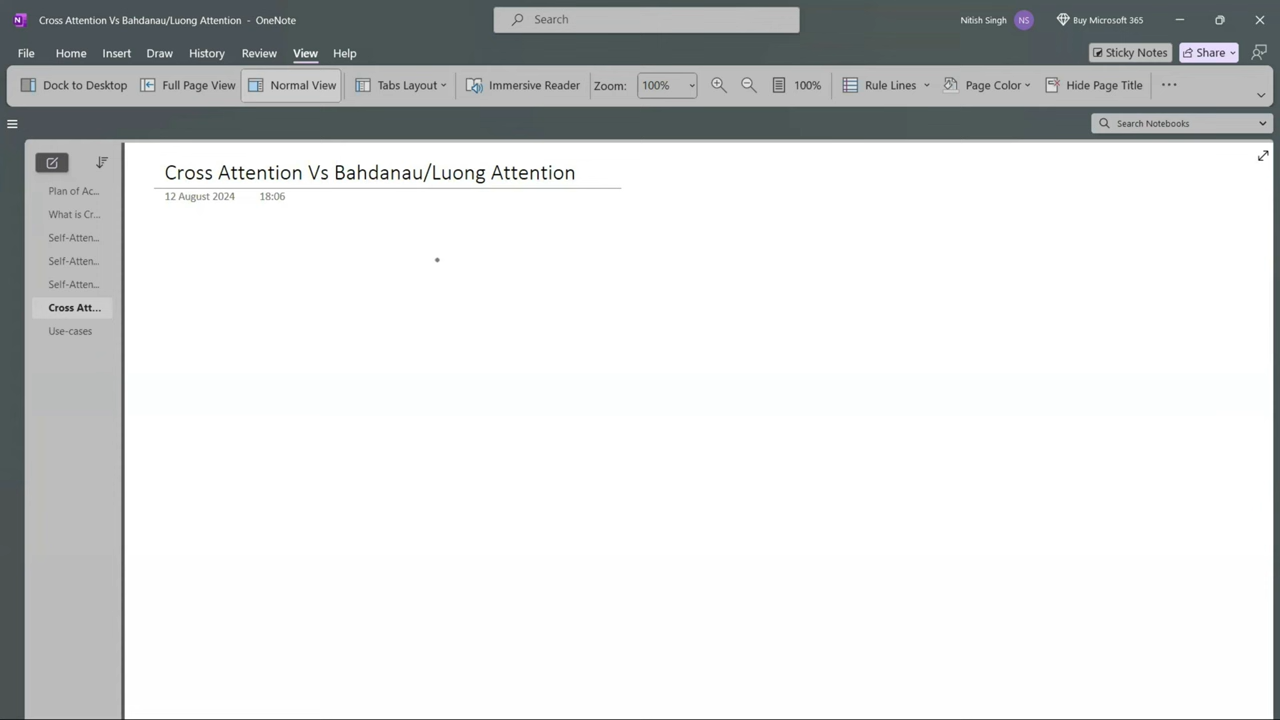 Cross Attention Vs Bahdanau/Luong Attention - OneNote
Search
Nitish Singh NS
Buy Microsoft 365
File Home Insert Draw History Review View Help
Sticky Notes
Share
Dock to Desktop Full Page View Normal View Tabs Layout Immersive Reader Zoom: 100% 100% Rule Lines Page Color Hide Page Title
Search Notebooks
Plan of Ac...
What is Cr...
Self-Atten...
Self-Atten...
Self-Atten...
Cross Att...
Use-cases
Cross Attention Vs Bahdanau/Luong Attention
12 August 2024 18:06